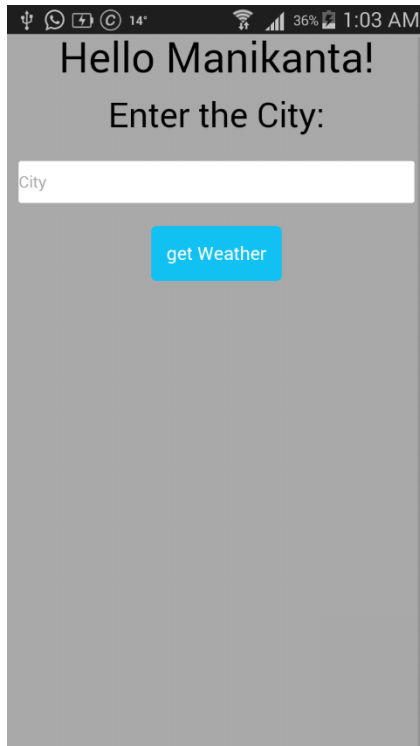 14° 36% 1:03 AM
Hello Manikanta!
Enter the City:
City
get Weather